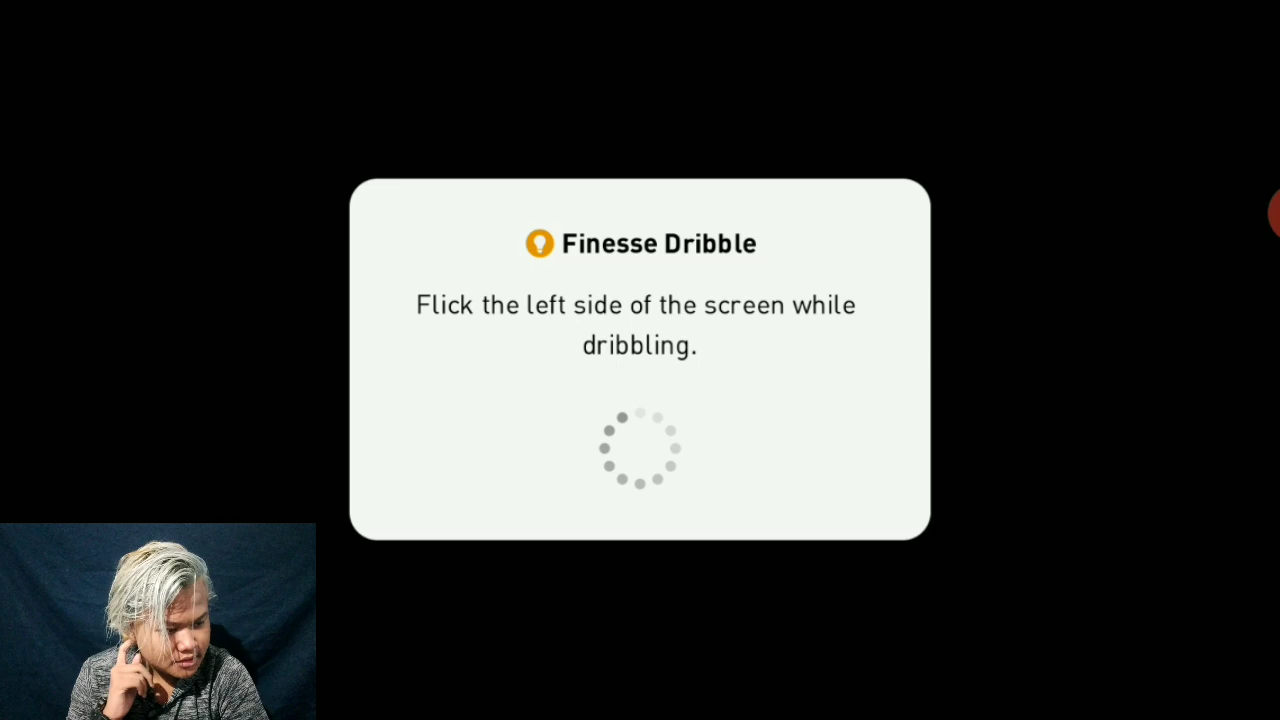 Finesse Dribble
Flick the left side of the screen while
dribbling.